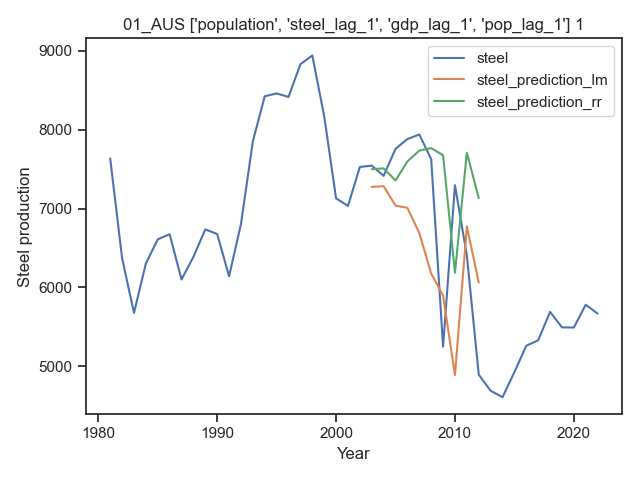 01_AUS ['population', 'steel_lag_1', 'gdp_lag_1', 'pop_lag_1'] 1
steel
steel_prediction_lm
steel_prediction_rr
9000
8000
7000
6000
5000
Steel production
1980
1990
2000
2010
2020
Year